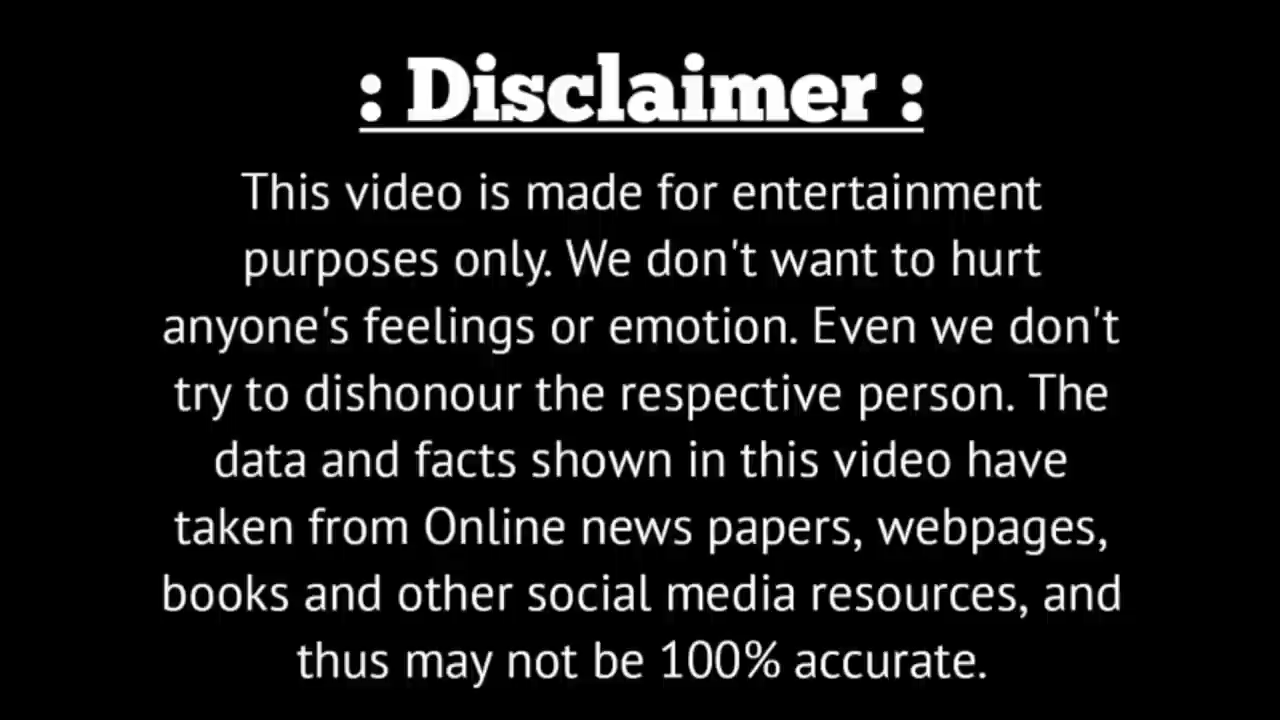 : Disclaimer :
This video is made for entertainment
purposes only. We don't want to hurt
anyone's feelings or emotion. Even we don't
try to dishonour the respective person. The
data and facts shown in this video have
taken from Online news papers, webpages,
books and other social media resources, and
thus may not be 100% accurate.